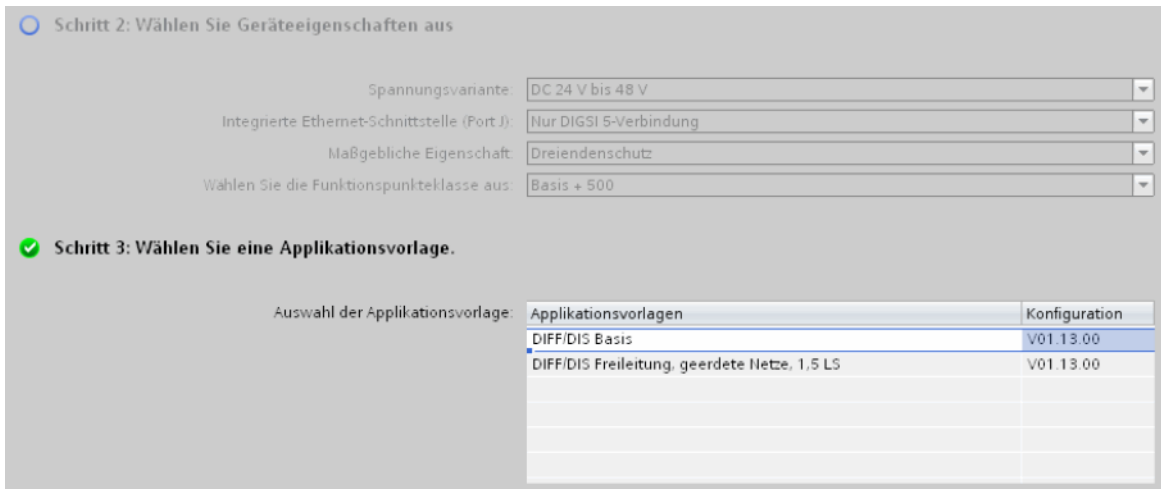 Schritt 2: Wählen Sie Geräteeigenschaften aus
Spannungsvariante: DC 24 V bis 48 V
Integrierte Ethernet-Schnittstelle (Port J): Nur DIGSI 5-Verbindung
Maßgebliche Eigenschaft: Dreiendenschutz
Wählen Sie die Funktionspunkteklasse aus: Basis + 500
Schritt 3: Wählen Sie eine Applikationsvorlage.
Auswahl der Applikationsvorlage: Applikationsvorlagen Konfiguration
DIFF/DIS Basis V01.13.00
DIFF/DIS Freileitung, geerdete Netze, 1,5 LS V01.13.00